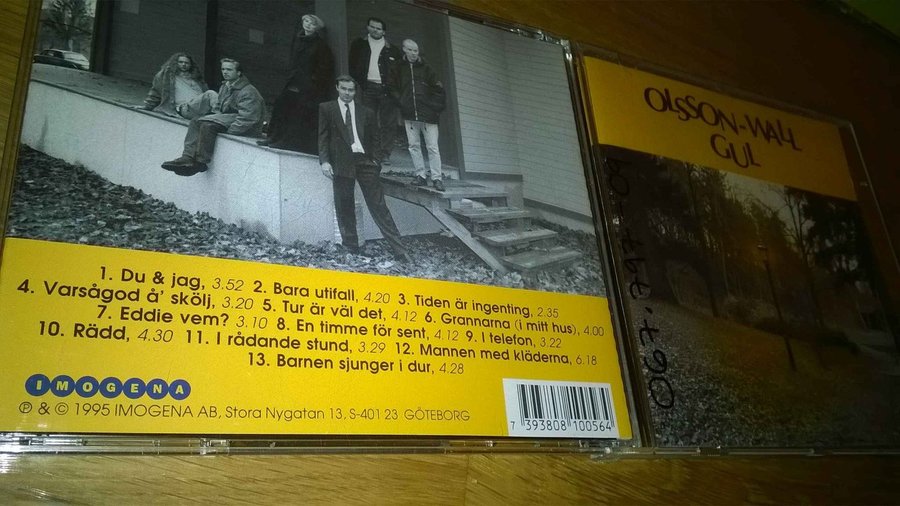 1. Du & jag, 3.52 2. Bara utifall, 4.20 3. Tiden är ingenting, 2.35
4. Varsågod å' skölj, 3.20 5. Tur är väl det, 4.12 6. Grannarna (i mitt hus), 4.00
7. Eddie vem? 3.10 8. En timme för sent, 4.12 9. I telefon, 3.22
10. Rädd, 4.30 11. I rådande stund, 3.29 12. Mannen med kläderna, 6.18
13. Barnen sjunger i dur, 4.28
IMOGENA
℗ & © 1995 IMOGENA AB, Stora Nygatan 13, S-401 23 GÖTEBORG
7 393808 100564
OLSSON-WALL
GUL